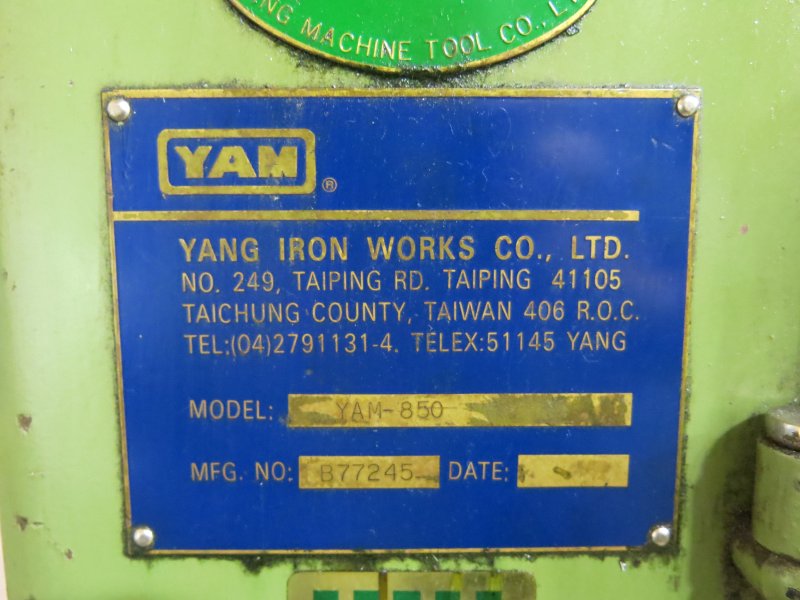 MACHINE TOOL CO.,
YAM
®
YANG IRON WORKS CO., LTD.
NO. 249, TAIPING RD. TAIPING 41105
TAICHUNG COUNTY, TAIWAN 406 R.O.C.
TEL:(04)2791131-4. TELEX:51145 YANG
MODEL: YAM-850
MFG. NO: B77245 DATE: